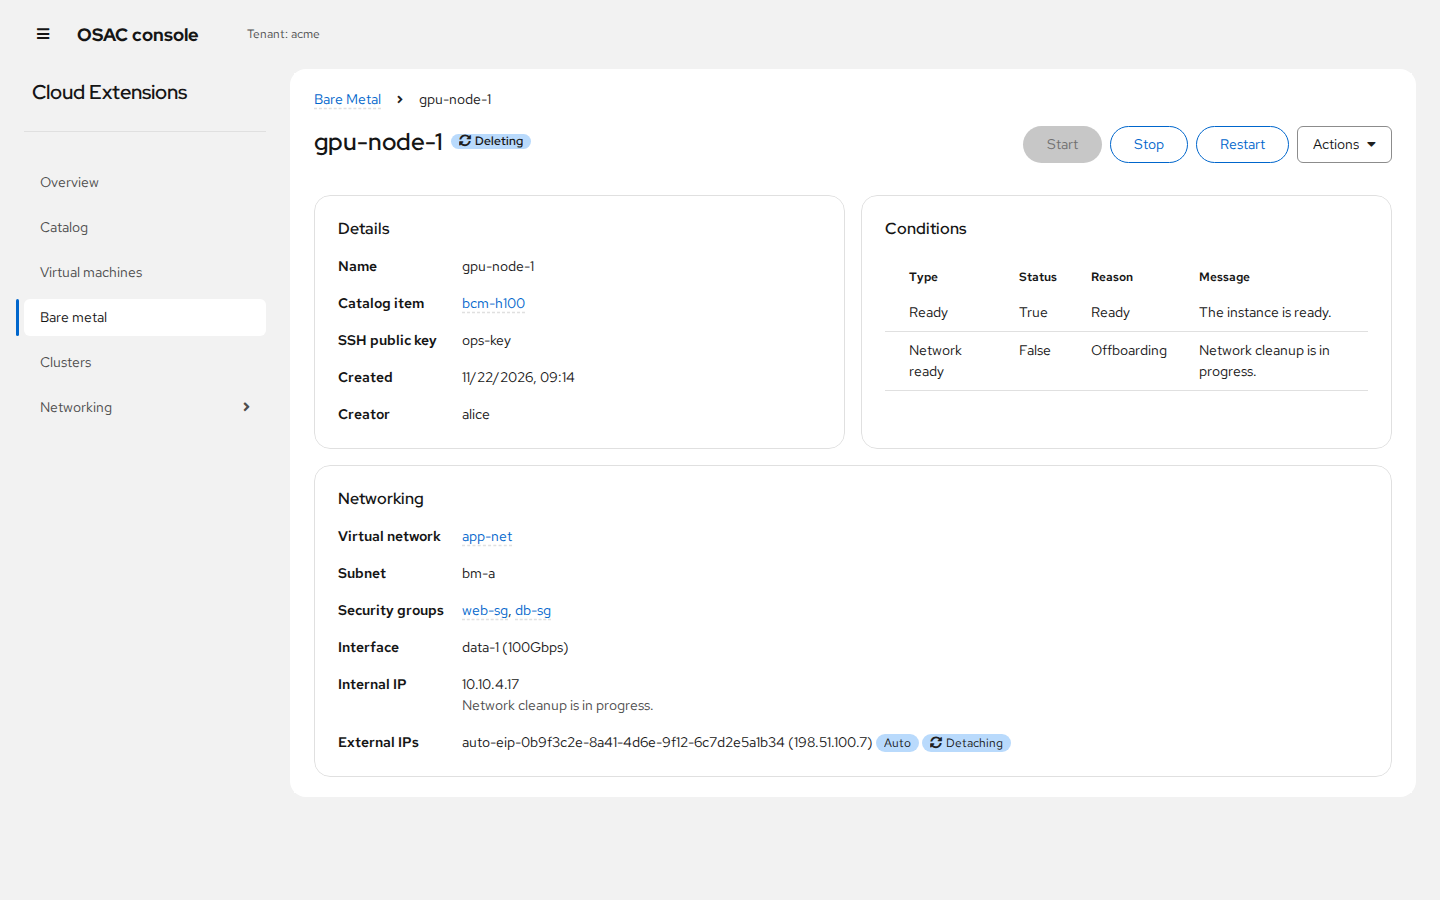 OSAC console
Tenant: acme
Cloud Extensions
Overview
Catalog
Virtual machines
Bare metal
Clusters
Networking
Bare Metal > gpu-node-1
gpu-node-1 Deleting
Start Stop Restart Actions
Details
Name gpu-node-1
Catalog item bcm-h100
SSH public key ops-key
Created 11/22/2026, 09:14
Creator alice
Conditions
Type Status Reason Message
Ready True Ready The instance is ready.
Network ready False Offboarding Network cleanup is in progress.
Networking
Virtual network app-net
Subnet bm-a
Security groups web-sg, db-sg
Interface data-1 (100Gbps)
Internal IP 10.10.4.17
Network cleanup is in progress.
External IPs auto-eip-0b9f3c2e-8a41-4d6e-9f12-6c7d2e5a1b34 (198.51.100.7) Auto Detaching